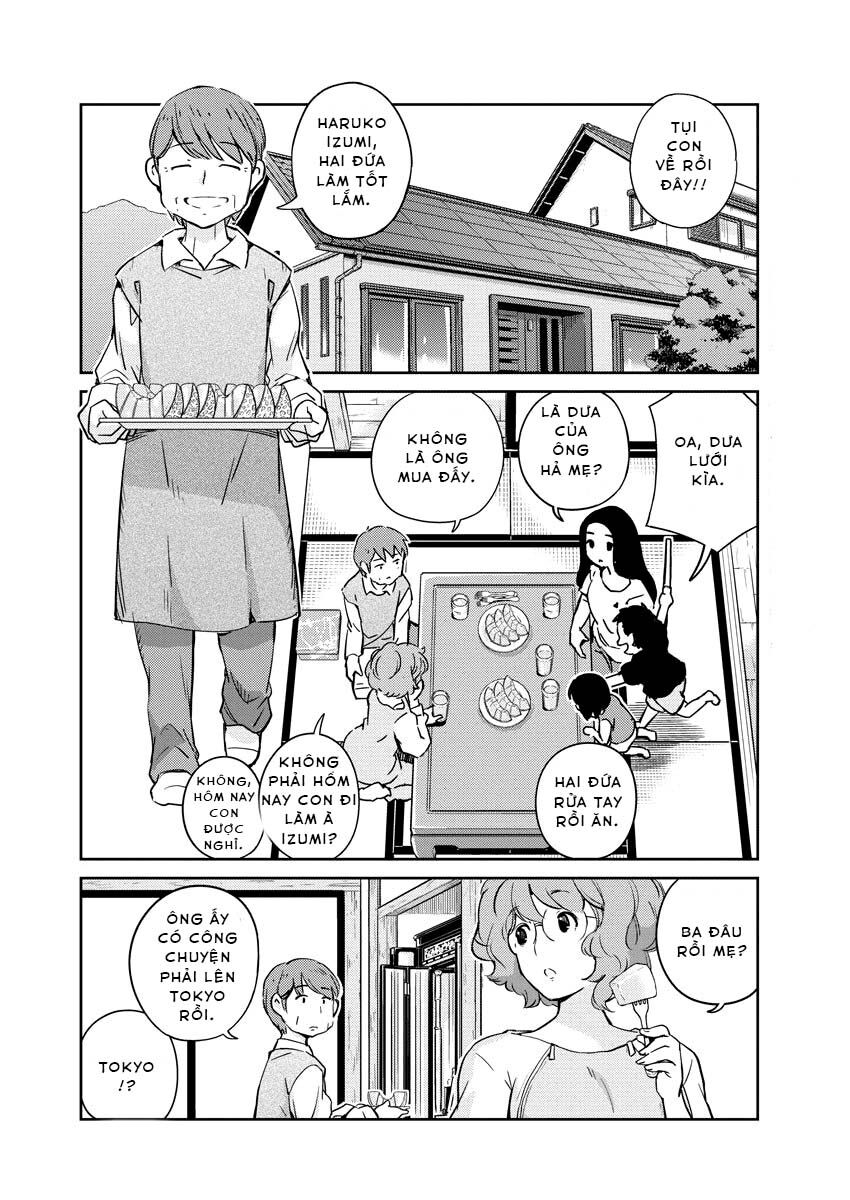 TỤI
CON
VỀ RỒI
ĐÂY!!
HARUKO
IZUMI,
HAI ĐỨA
LÀM TỐT
LẮM.
OA, DƯA
LƯỚI
KÌA.
LÀ DƯA
CỦA
ÔNG
HẢ MẸ?
KHÔNG
LÀ ÔNG
MUA ĐẤY.
HAI ĐỨA
RỬA TAY
RỒI ĂN.
KHÔNG
PHẢI HỐM
NAY CON ĐI
LÀM À
IZUMI?
KHÔNG,
HÔM NAY
CON
ĐƯỢC
NGHỈ.
BA ĐÂU
RỒI MẸ?
ÔNG ẤY
CÓ CÔNG
CHUYỆN
PHẢI LÊN
TOKYO
RỒI.
TOKYO
!?